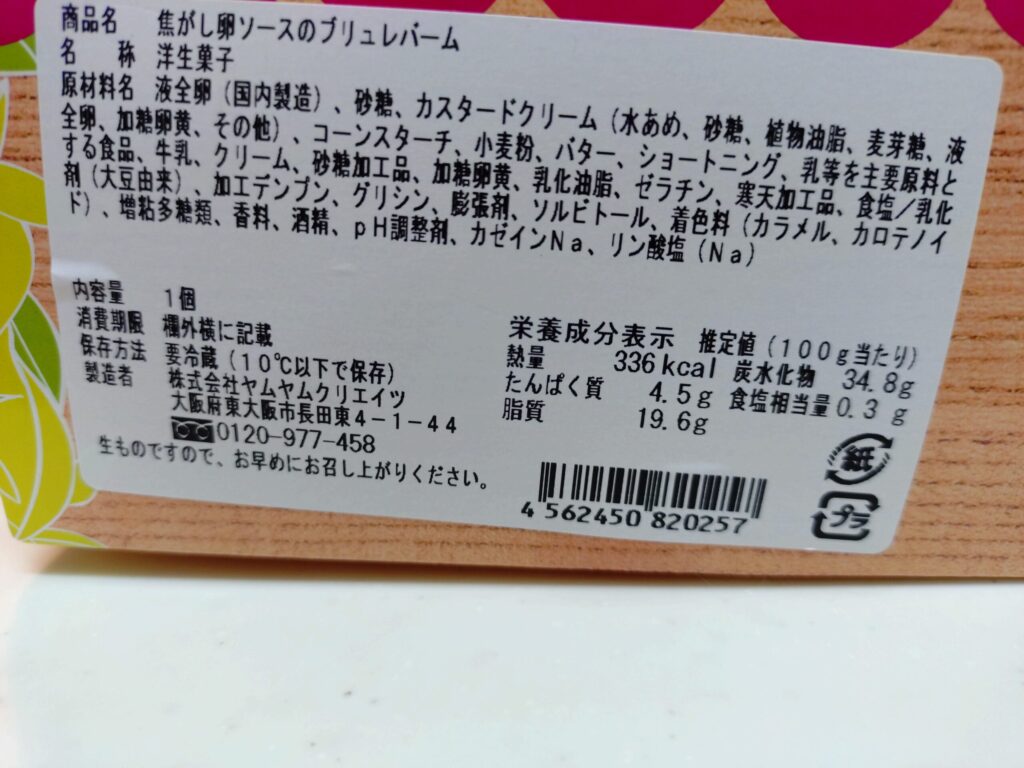 商品名 焦がし卵ソースのブリュレバーム
名称 洋生菓子
原材料名 液全卵(国内製造)、砂糖、カスタードクリーム(水あめ、砂糖、植物油脂、麦芽糖、液
全卵、加糖卵黄、その他)、コーンスターチ、小麦粉、バター、ショートニング、乳等を主要原料と
する食品、牛乳、クリーム、砂糖加工品、加糖卵黄、乳化油脂、ゼラチン、寒天加工品、食塩/乳化
剤(大豆由来)、加工デンプン、グリシン、膨張剤、ソルビトール、着色料(カラメル、カロテノイ
ド)、増粘多糖類、香料、酒精、pH調整剤、カゼインNa、リン酸塩(Na)
内容量 1個
消費期限 欄外横に記載
保存方法 要冷蔵(10℃以下で保存)
製造者 株式会社ヤムヤムクリエイツ
大阪府東大阪市長田東4-1-44
0120-977-458
生ものですので、お早めにお召し上がりください。
栄養成分表示 推定値(100g当たり)
熱量 336kcal 炭水化物 34.8g
たんぱく質 4.5g 食塩相当量 0.3g
脂質 19.6g
4 562450 820257
紙
プラ